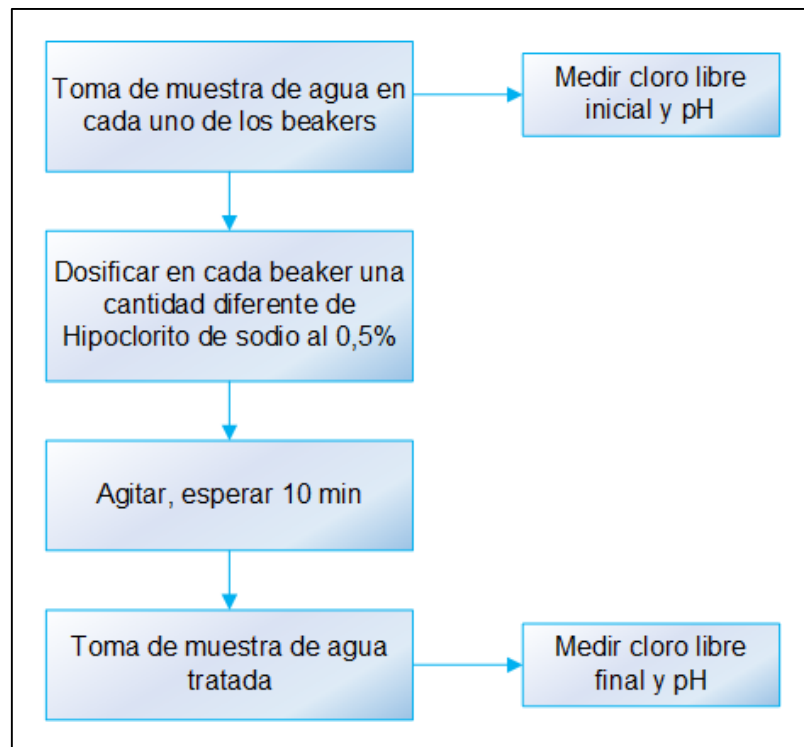 Toma de muestra de agua en
cada uno de los beakers
Medir cloro libre
inicial y pH
Dosificar en cada beaker una
cantidad diferente de
Hipoclorito de sodio al 0,5%
Agitar, esperar 10 min
Toma de muestra de agua
tratada
Medir cloro libre
final y pH